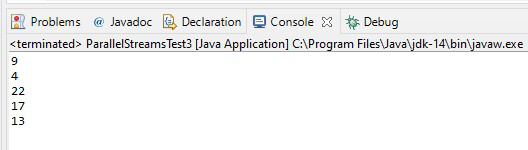 Problems @ Javadoc Declaration Console Debug
<terminated> ParallelStreamsTest3 [Java Application] C:\Program Files\Java\jdk-14\bin\javaw.exe
9
4
22
17
13